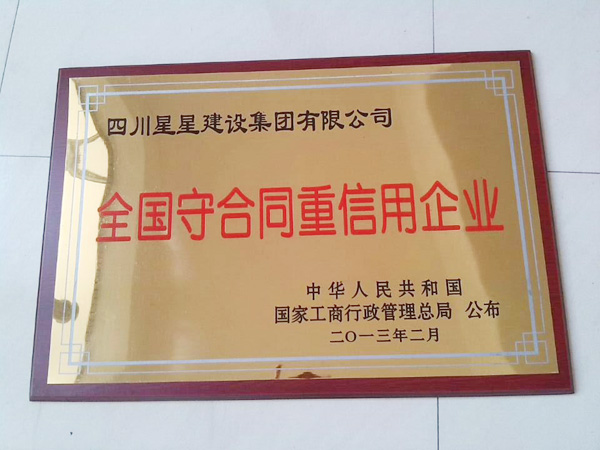 四川星星建设集团有限公司
全国守合同重信用企业
中华人民共和国
国家工商行政管理总局 公布
二〇一三年二月